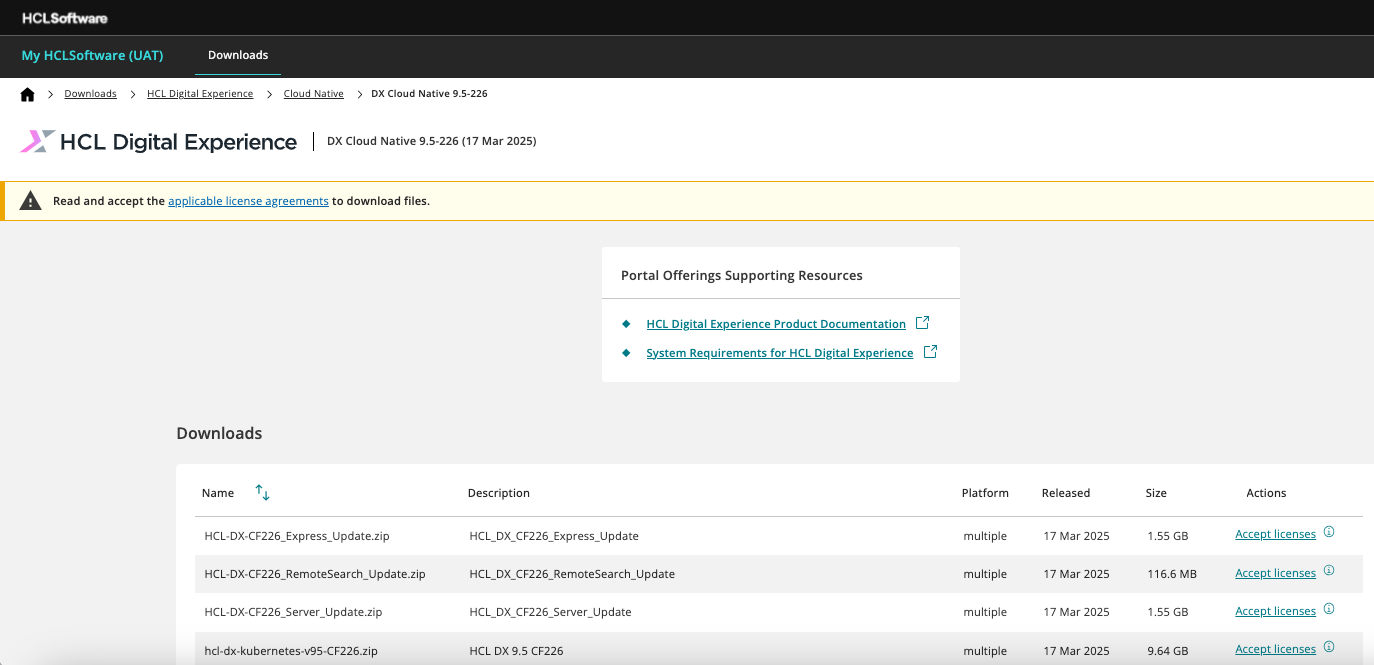 HCLSoftware
My HCLSoftware (UAT) Downloads
Downloads HCL Digital Experience Cloud Native DX Cloud Native 9.5-226
HCL Digital Experience DX Cloud Native 9.5-226 (17 Mar 2025)
Read and accept the applicable license agreements to download files.
Portal Offerings Supporting Resources
HCL Digital Experience Product Documentation
System Requirements for HCL Digital Experience
Downloads
Name Description Platform Released Size Actions
HCL-DX-CF226_Express_Update.zip HCL_DX_CF226_Express_Update multiple 17 Mar 2025 1.55 GB Accept licenses
HCL-DX-CF226_RemoteSearch_Update.zip HCL_DX_CF226_RemoteSearch_Update multiple 17 Mar 2025 116.6 MB Accept licenses
HCL-DX-CF226_Server_Update.zip HCL_DX_CF226_Server_Update multiple 17 Mar 2025 1.55 GB Accept licenses
hcl-dx-kubernetes-v95-CF226.zip HCL DX 9.5 CF226 multiple 17 Mar 2025 9.64 GB Accept licenses